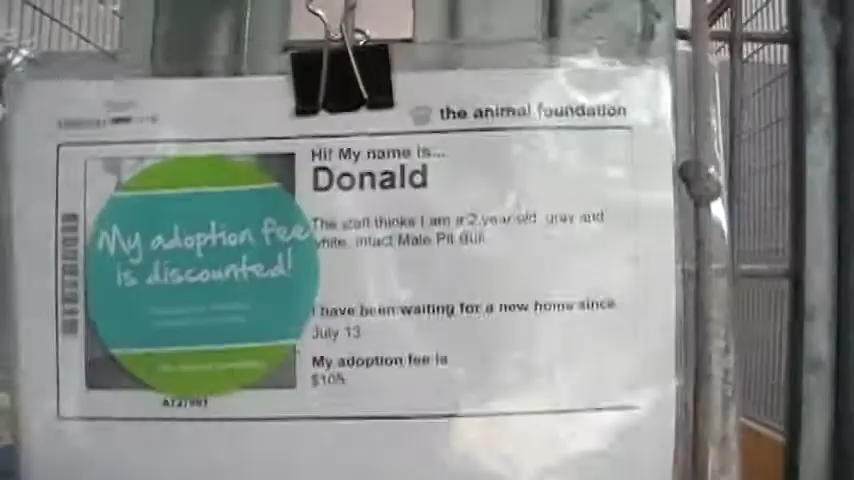 the animal foundation
Hi! My name is...
Donald
The staff thinks I am a 2 year old, gray and
white, intact Male Pit Bull.
My adoption fee
is discounted!
I have been waiting for a new home since
July 13
My adoption fee is
$105